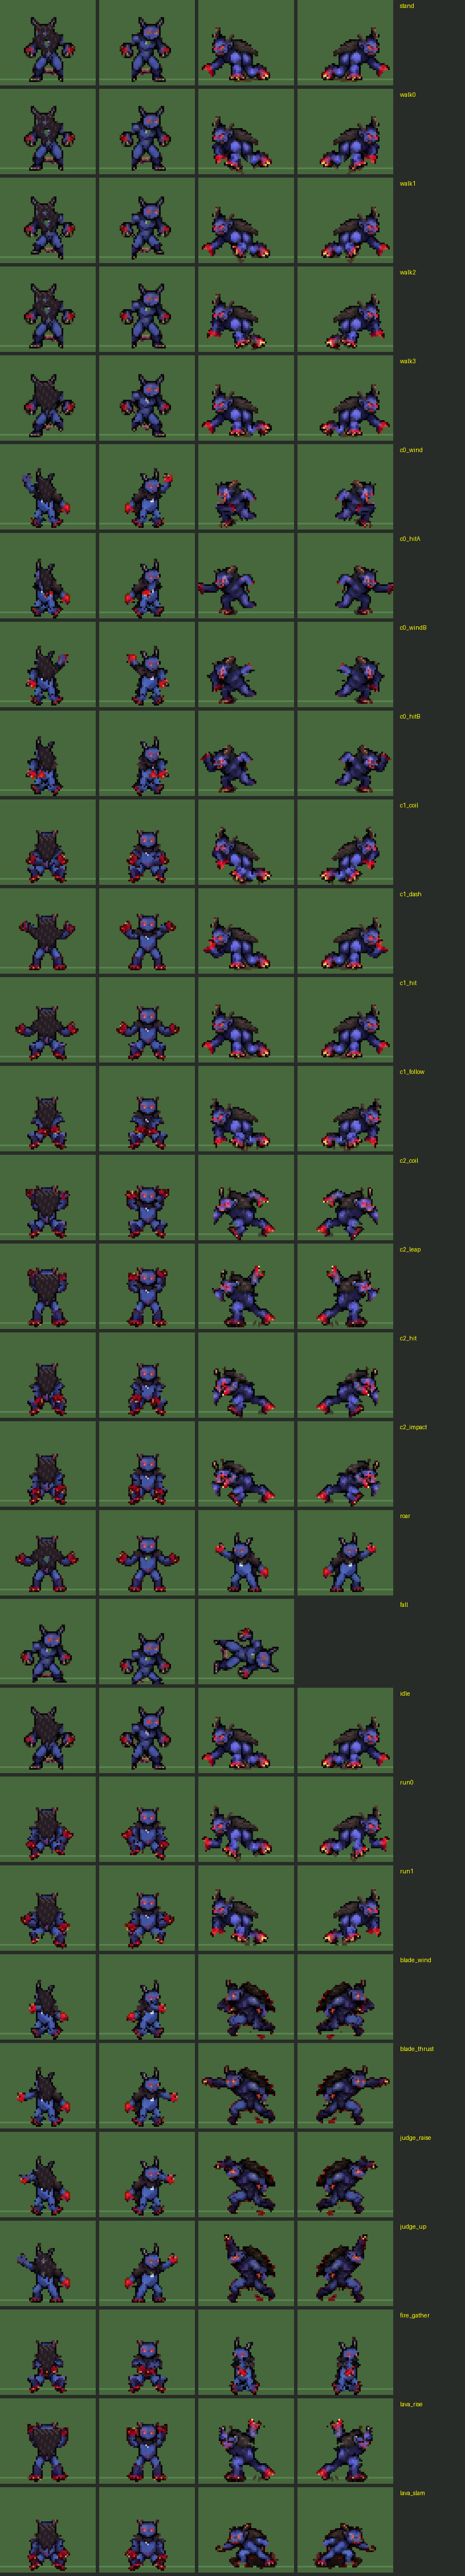 stand
walk0
walk1
walk2
walk3
c0_wind
c0_hitA
c0_windB
c0_hitB
c1_coil
c1_dash
c1_hit
c1_follow
c2_coil
c2_leap
c2_hit
c2_impact
roar
fall
idle
run0
run1
blade_wind
blade_thrust
judge_raise
judge_up
fire_gather
lava_rise
lava_slam